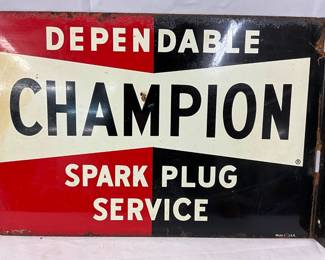 DEPENDABLE
CHAMPION
®
SPARK PLUG
SERVICE